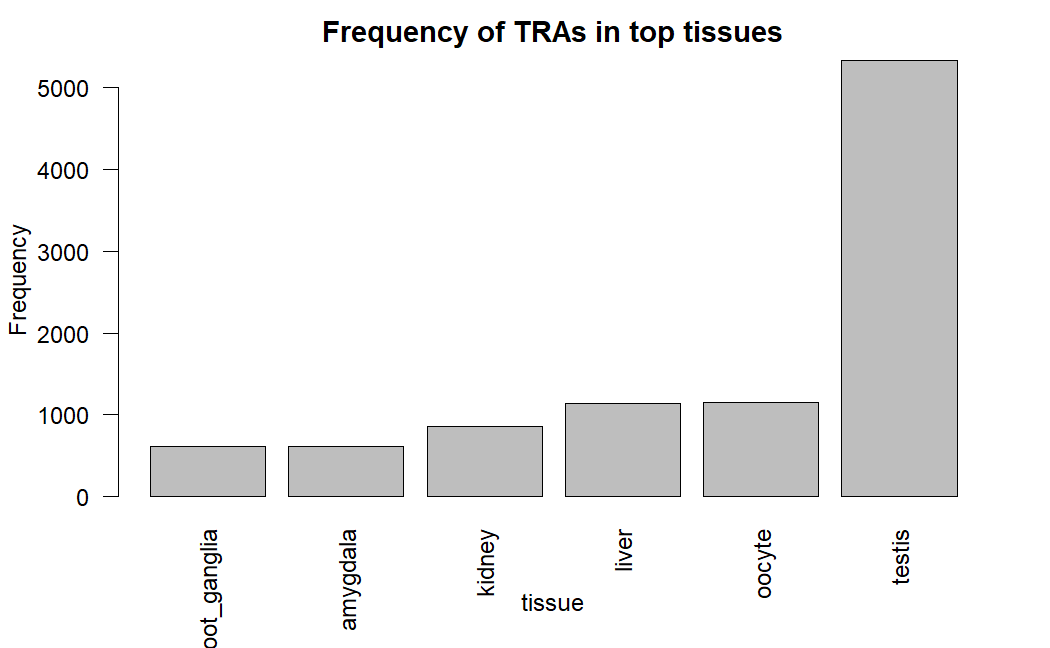 Frequency of TRAs in top tissues
Frequency
5000
4000
3000
2000
1000
0
oot_ganglia
amygdala
kidney
liver
oocyte
testis
tissue